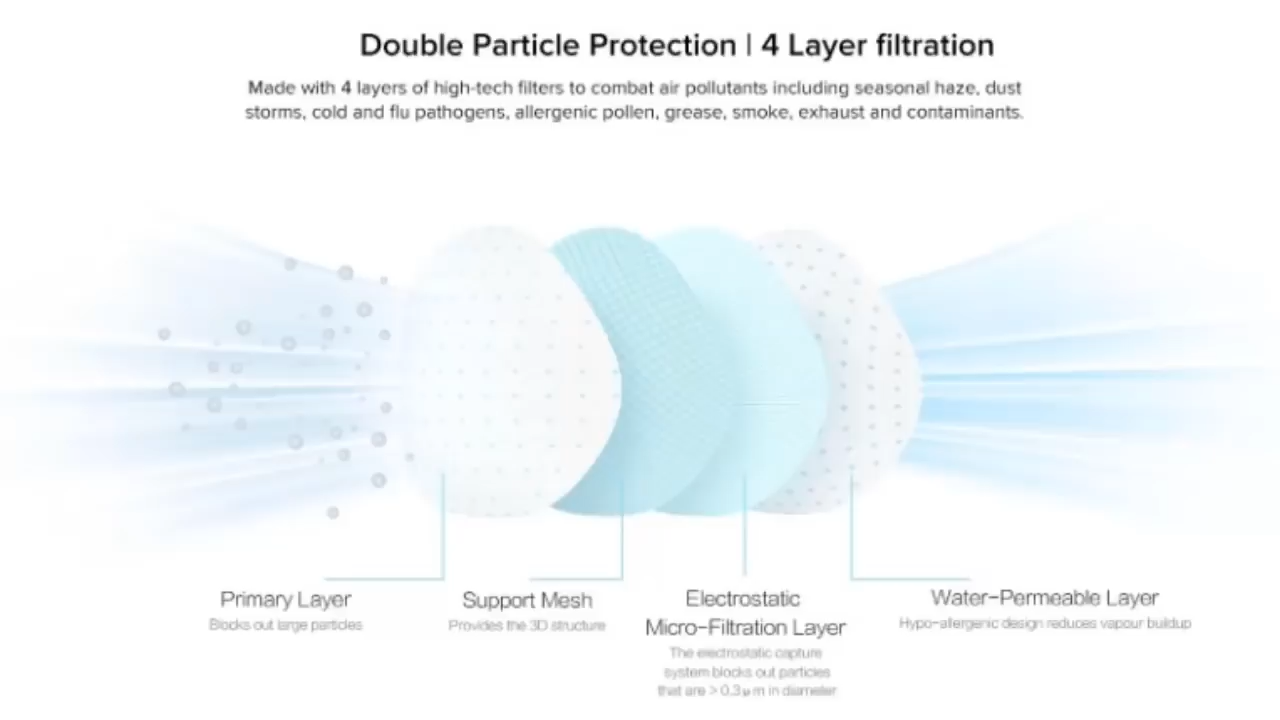 Double Particle Protection | 4 Layer filtration
Made with 4 layers of high-tech filters to combat air pollutants including seasonal haze, dust
storms, cold and flu pathogens, allergenic pollen, grease, smoke, exhaust and contaminants.
Primary Layer
Blocks out large particles
Support Mesh
Provides the 3D structure
Electrostatic
Micro-Filtration Layer
The electrostatic capture
system blocks out particles
that are > 0.3μm in diameter
Water-Permeable Layer
Hypo-allergenic design reduces vapour buildup